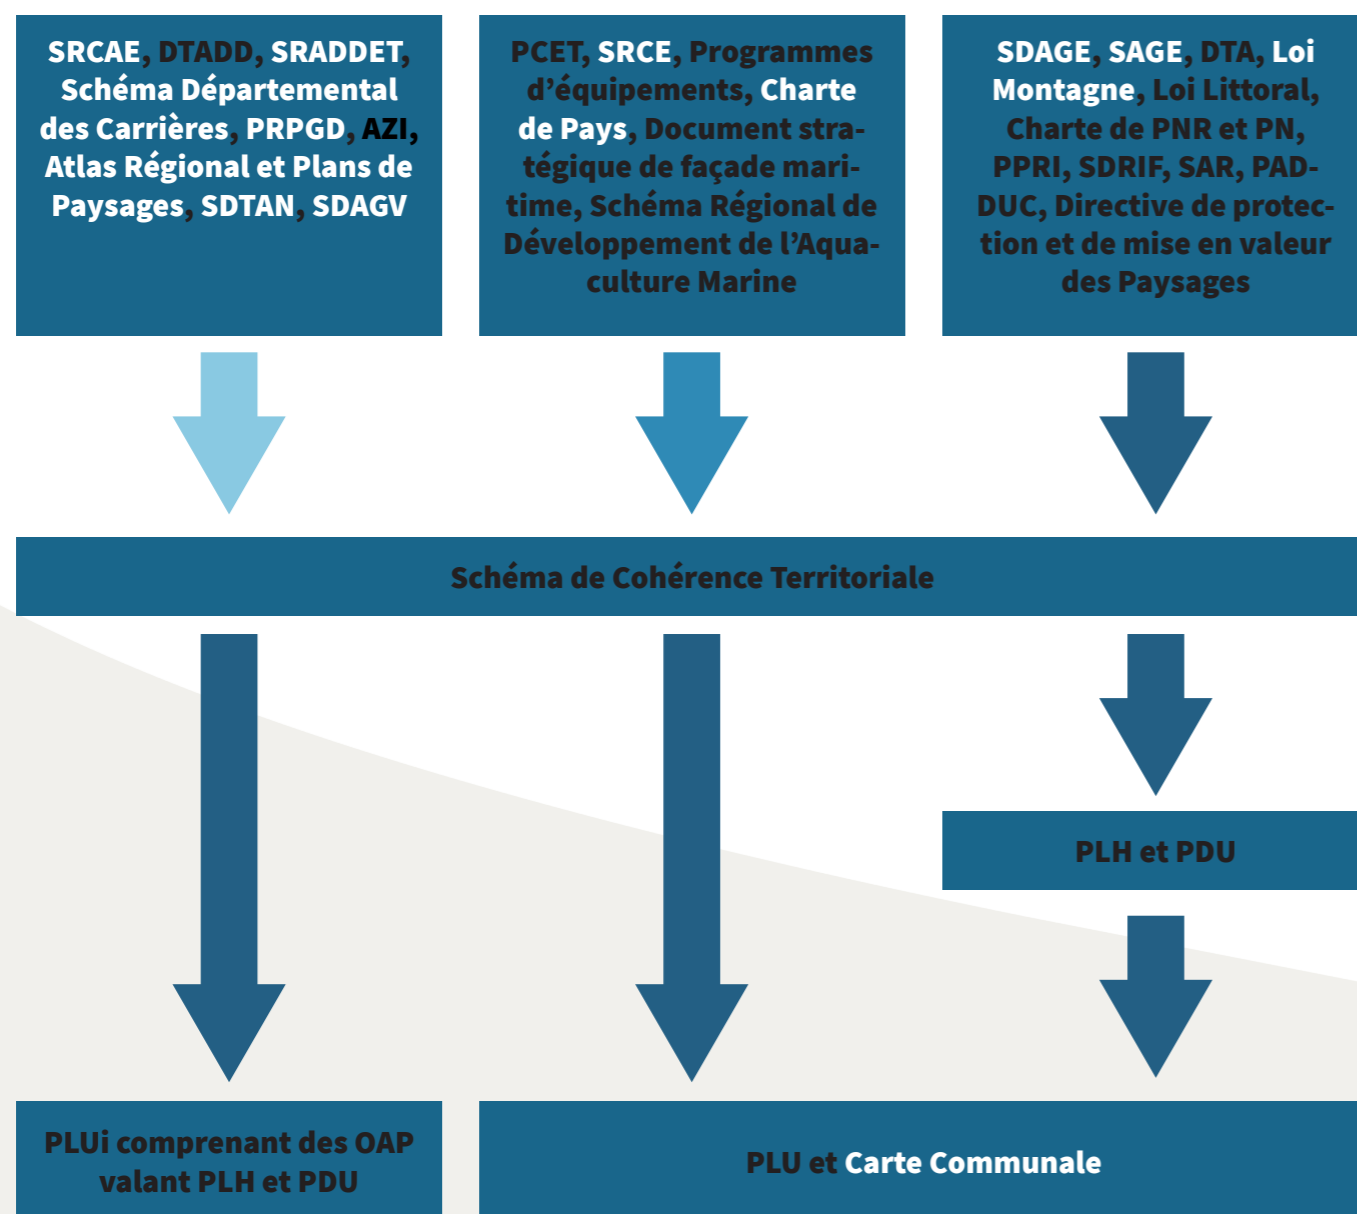 SRCAE, DTADD, SRADDET,
Schéma Départemental
des Carrières, PRPGD, AZI,
Atlas Régional et Plans de
Paysages, SDTAN, SDAGV
PCET, SRCE, Programmes
d’équipements, Charte
de Pays, Document stra-
tégique de façade mari-
time, Schéma Régional de
Développement de l’Aqua-
culture Marine
SDAGE, SAGE, DTA, Loi
Montagne, Loi Littoral,
Charte de PNR et PN,
PPRI, SDRIF, SAR, PAD-
DUC, Directive de protec-
tion et de mise en valeur
des Paysages
Schéma de Cohérence Territoriale
PLH et PDU
PLUi comprenant des OAP
valant PLH et PDU
PLU et Carte Communale